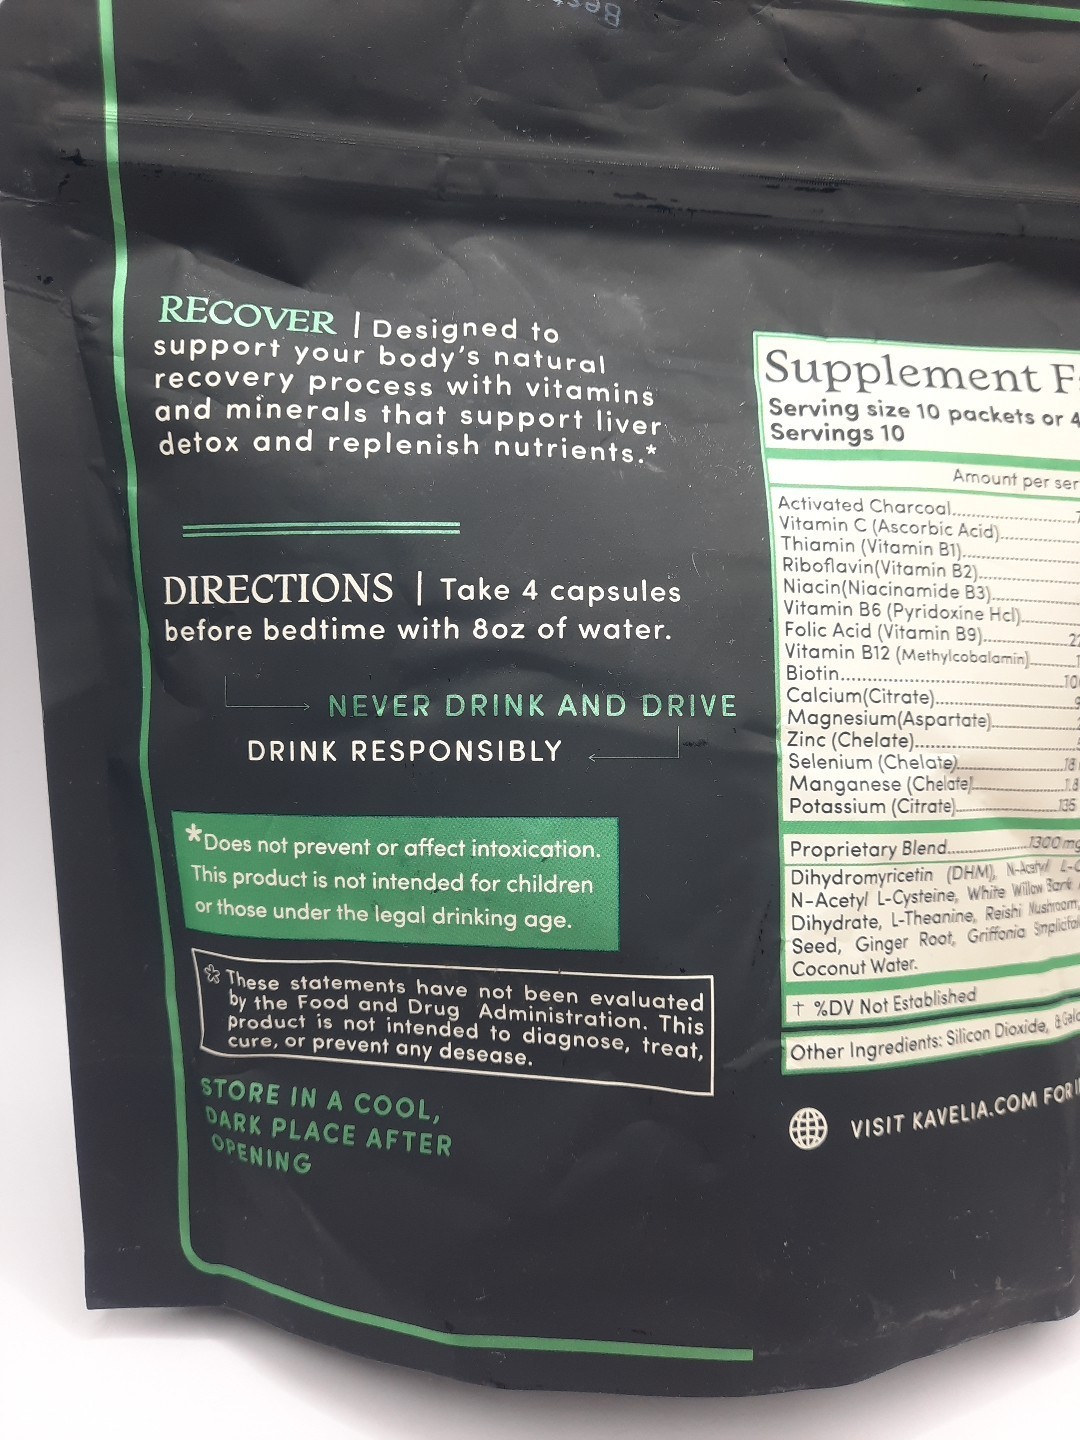 RECOVER | Designed to
support your body's natural
recovery process with vitamins
and minerals that support liver
detox and replenish nutrients.*
DIRECTIONS | Take 4 capsules
before bedtime with 8oz of water.
NEVER DRINK AND DRIVE
DRINK RESPONSIBLY
*Does not prevent or affect intoxication.
This product is not intended for children
or those under the legal drinking age.
These statements have not been evaluated
by the Food and Drug Administration. This
product is not intended to diagnose, treat,
cure, or prevent any desease.
STORE IN A COOL,
DARK PLACE AFTER
OPENING
Supplement
Serving size 10 packets or 4
Servings 10
Amount per
Activated Charcoal
Vitamin C (Ascorbic Acid)
Thiamin (Vitamin B1)
Riboflavin(Vitamin B2)
Niacin(Niacinamide B3)
Vitamin B6 (Pyridoxine Hcl)
Folic Acid (Vitamin B9)
Vitamin B12 (Methylcobalamin)
Biotin
Calcium(Citrate)
Magnesium(Aspartate)
Zinc (Chelate)
Selenium (Chelate)
Manganese (Chelate)
Potassium (Citrate)
Proprietary Blend 1300 mg
Dihydromyricetin (DHM), N-Acetyl
N-Acetyl L-Cysteine, White Willow Bark
Dihydrate, L-Theanine, Reishi Mushroom,
Seed, Ginger Root, Griffonia
Coconut Water.
† %DV Not Established
Other Ingredients: Silicon Dioxide,
VISIT KAVELIA.COM FOR